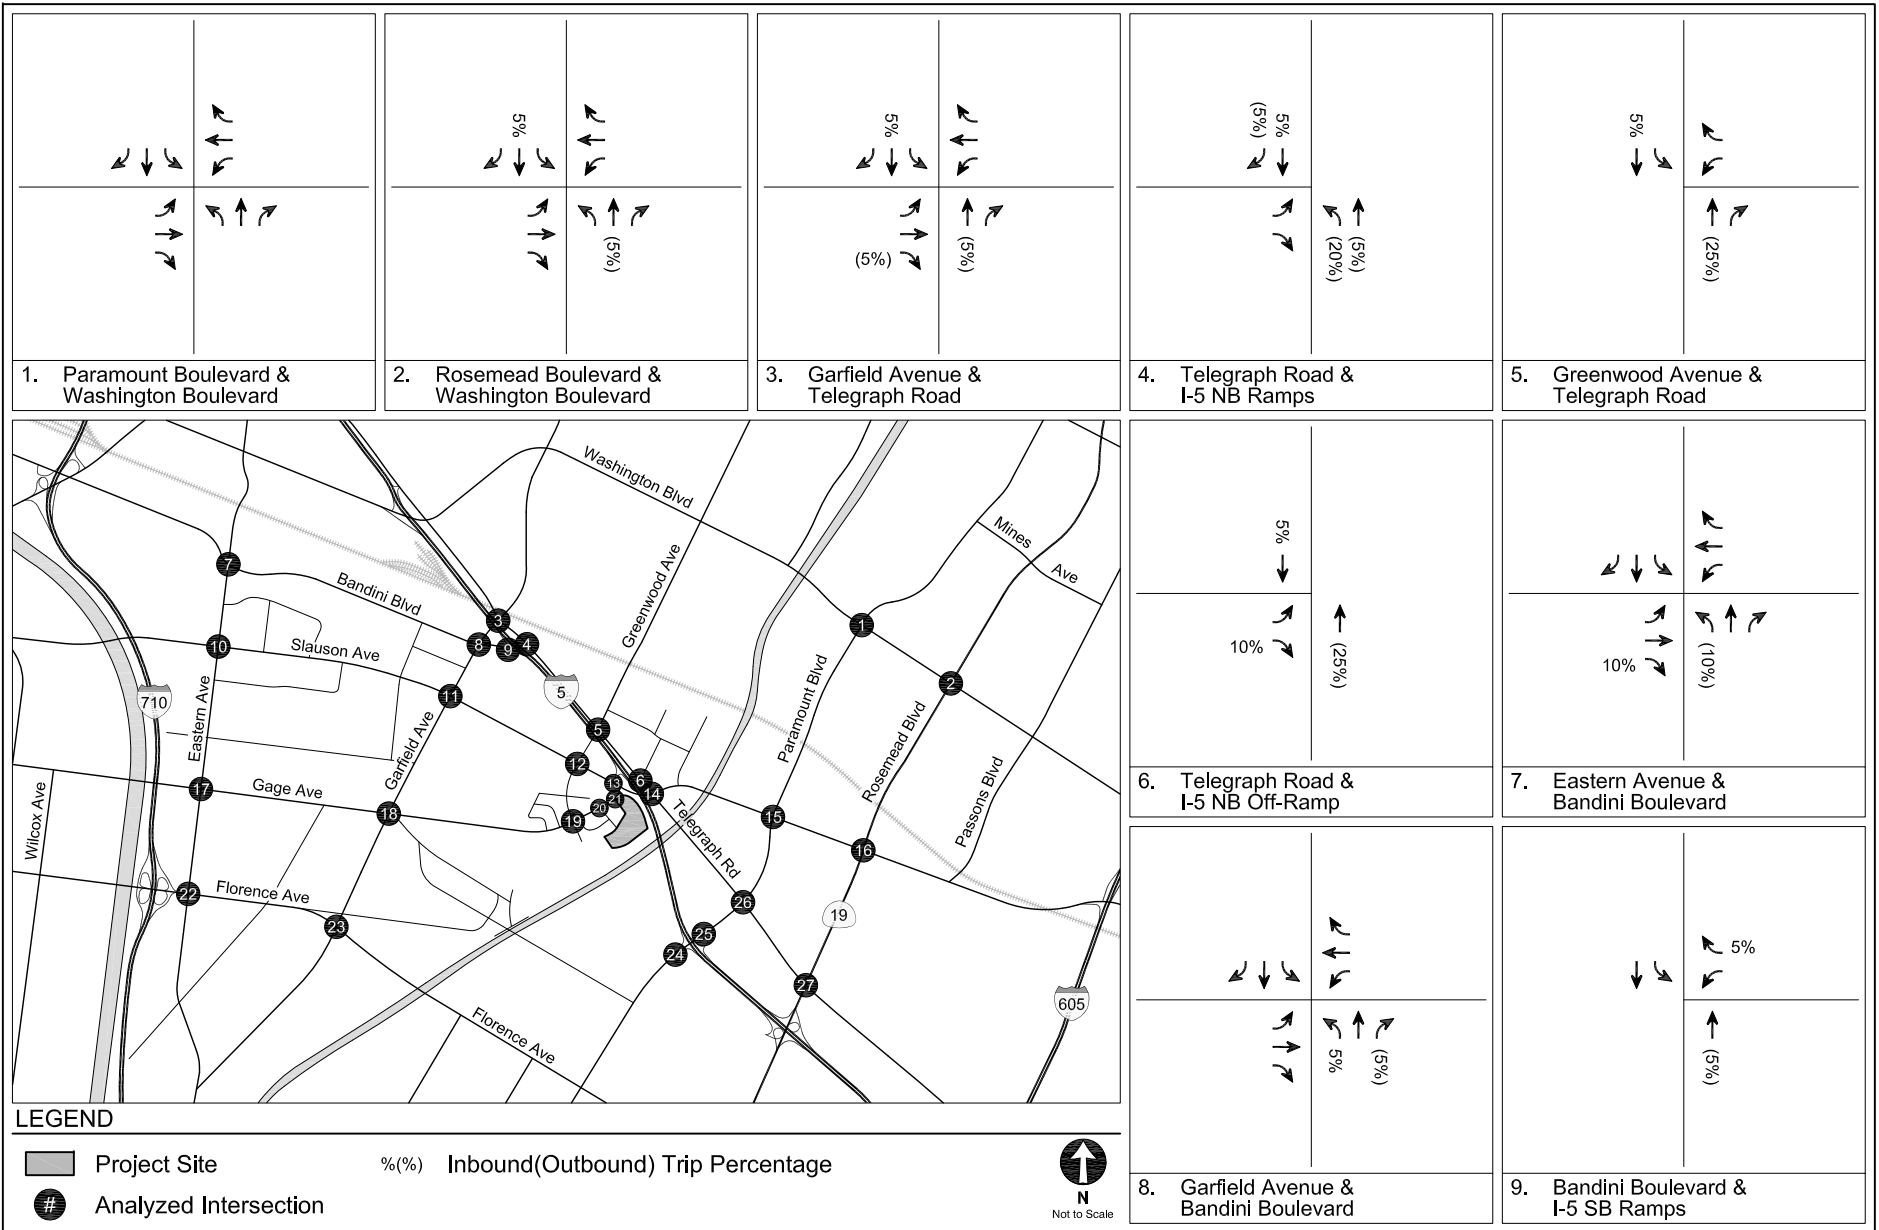 5%
5%
(5%)
5%
(5%)
(5%)
(5%)
5%
(20%)
(5%)
5%
(25%)
1. Paramount Boulevard &
Washington Boulevard
2. Rosemead Boulevard &
Washington Boulevard
3. Garfield Avenue &
Telegraph Road
4. Telegraph Road &
I-5 NB Ramps
5. Greenwood Avenue &
Telegraph Road
Washington Blvd
Mines
Ave
Greenwood Ave
Bandini Blvd
Slauson Ave
Eastern Ave
Garfield Ave
Paramount Blvd
Rosemead Blvd
Passons Blvd
Telegraph Rd
Gage Ave
Wilcox Ave
Florence Ave
Florence Ave
710
5
19
605
7
3
4
8
9
10
11
1
2
5
12
13
6
14
21
20
19
17
18
15
16
22
23
26
25
24
27
5%
10%
(25%)
6. Telegraph Road &
I-5 NB Off-Ramp
10%
(10%)
7. Eastern Avenue &
Bandini Boulevard
5%
(5%)
8. Garfield Avenue &
Bandini Boulevard
5%
(5%)
9. Bandini Boulevard &
I-5 SB Ramps
LEGEND
Project Site
%(%) Inbound(Outbound) Trip Percentage
# Analyzed Intersection
N
Not to Scale